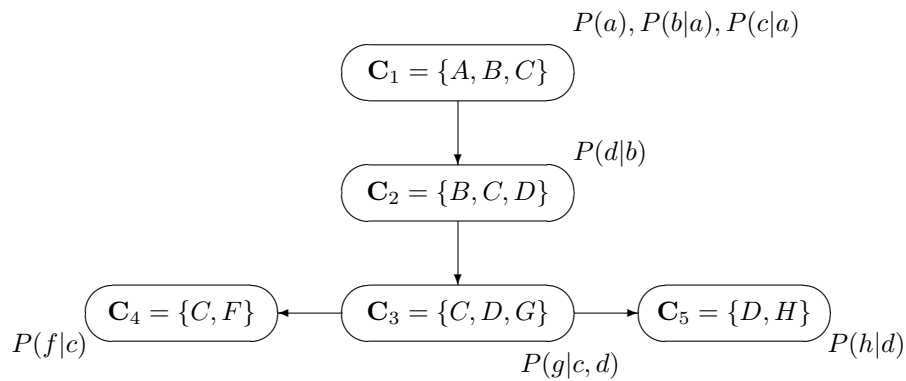 P(a), P(b|a), P(c|a)
C₁ = {A, B, C}
P(d|b)
C₂ = {B, C, D}
C₄ = {C, F}
C₃ = {C, D, G}
C₅ = {D, H}
P(f|c)
P(g|c, d)
P(h|d)